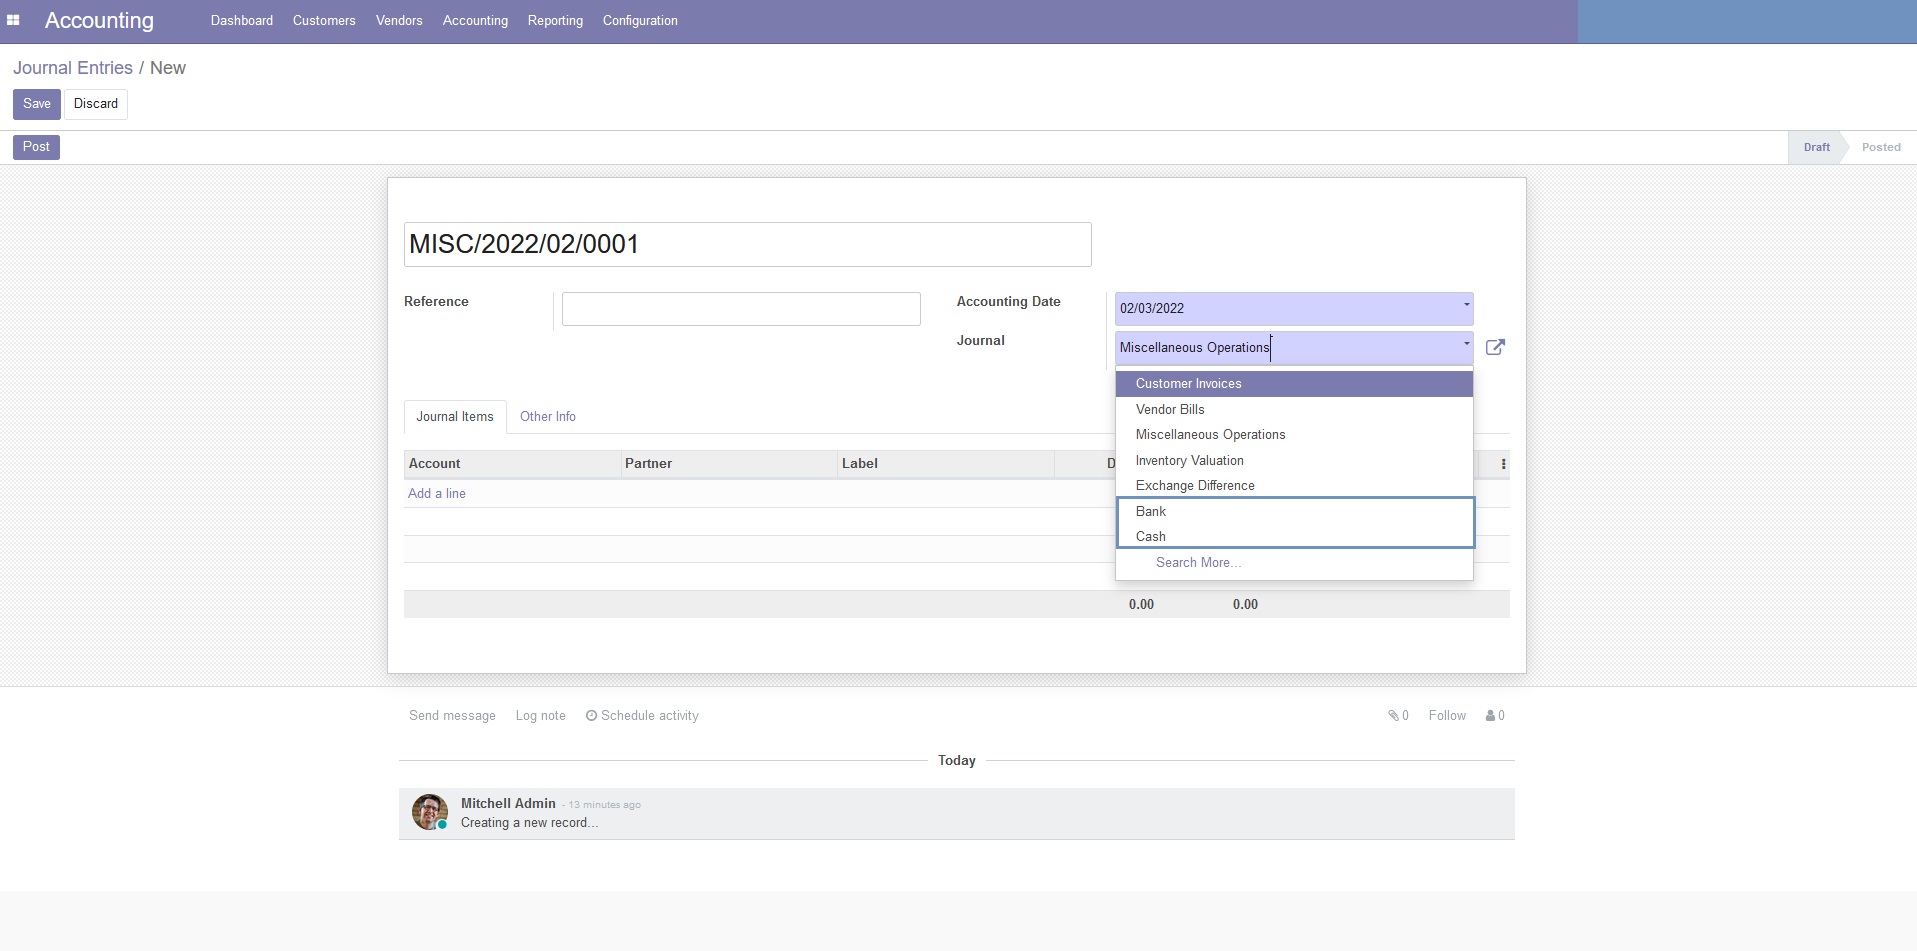 Accounting Dashboard Customers Vendors Accounting Reporting Configuration
Journal Entries / New
Save Discard
Post Draft Posted
MISC/2022/02/0001
Reference Accounting Date 02/03/2022
Journal Miscellaneous Operations
Customer Invoices
Vendor Bills
Miscellaneous Operations
Inventory Valuation
Exchange Difference
Bank
Cash
Search More...
Journal Items Other Info
Account Partner Label
Add a line
0.00 0.00
Send message Log note Schedule activity 0 Follow 0
Today
Mitchell Admin - 13 minutes ago
Creating a new record...